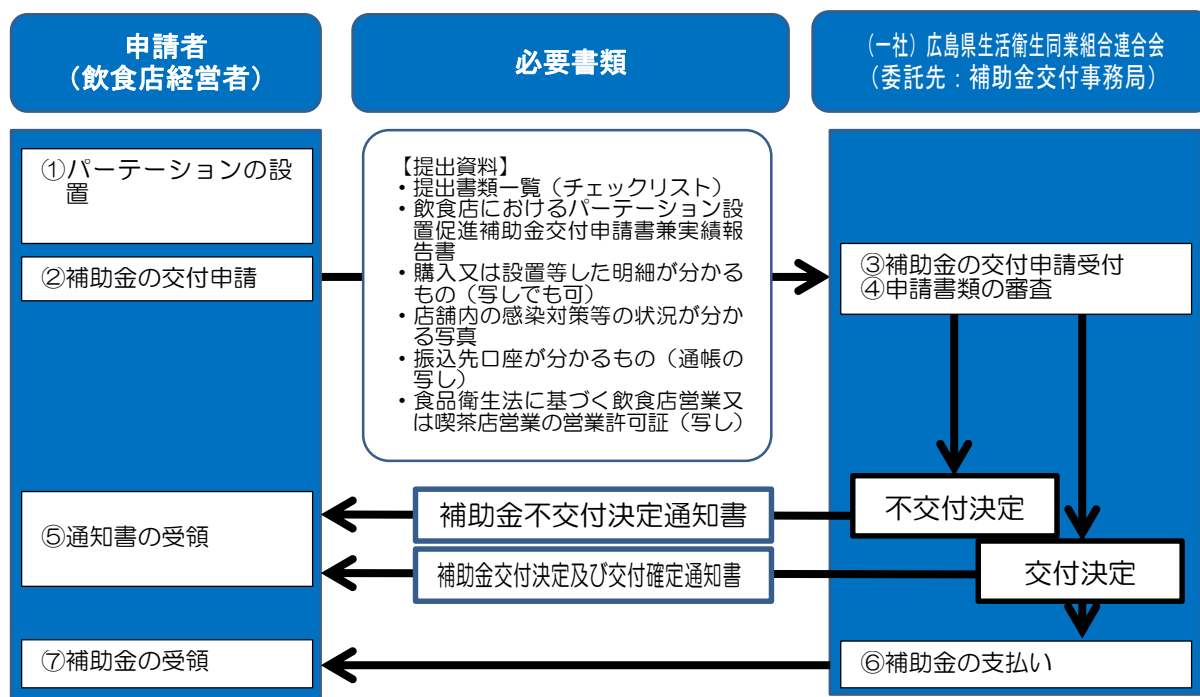 申請者
（飲食店経営者）
必要書類
（一社）広島県生活衛生同業組合連合会
（委託先：補助金交付事務局）
①パーテーションの設
置
②補助金の交付申請
【提出資料】
・提出書類一覧（チェックリスト）
・飲食店におけるパーテーション設
置促進補助金交付申請書兼実績報
告書
・購入又は設置等した明細が分かる
もの（写しでも可）
・店舗内の感染対策等の状況が分か
る写真
・振込先口座が分かるもの（通帳の
写し）
・食品衛生法に基づく飲食店営業又
は喫茶店営業の営業許可証（写し）
③補助金の交付申請受付
④申請書類の審査
不交付決定
補助金不交付決定通知書
⑤通知書の受領
交付決定
補助金交付決定及び交付確定通知書
⑥補助金の支払い
⑦補助金の受領